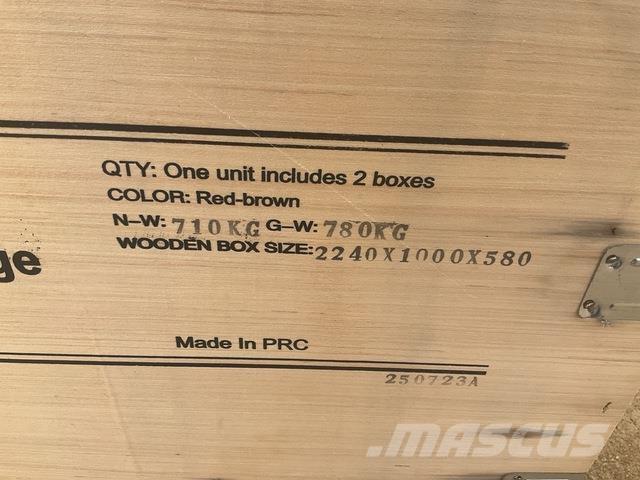 QTY: One unit includes 2 boxes
COLOR: Red-brown
N-W: 710KG G-W: 780KG
WOODEN BOX SIZE: 2240X1000X580
ge
Made In PRC
250723A
MASCUS